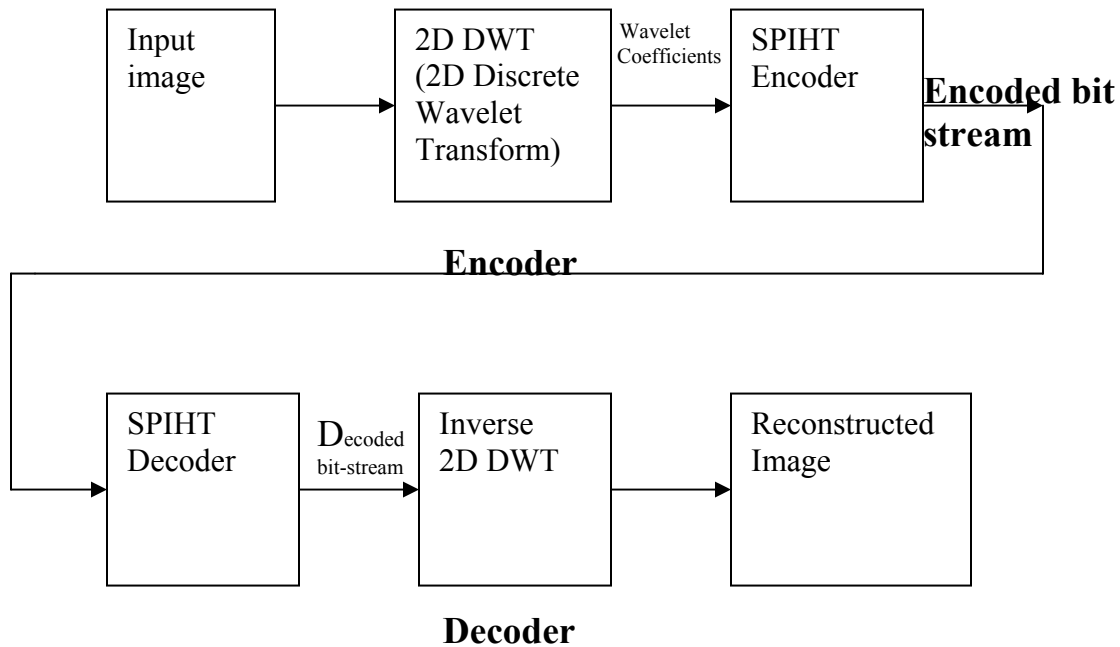 Input
image
2D DWT
(2D Discrete
Wavelet
Transform)
Wavelet
Coefficients
SPIHT
Encoder
Encoded bit
stream
Encoder
SPIHT
Decoder
Decoded
bit-stream
Inverse
2D DWT
Reconstructed
Image
Decoder